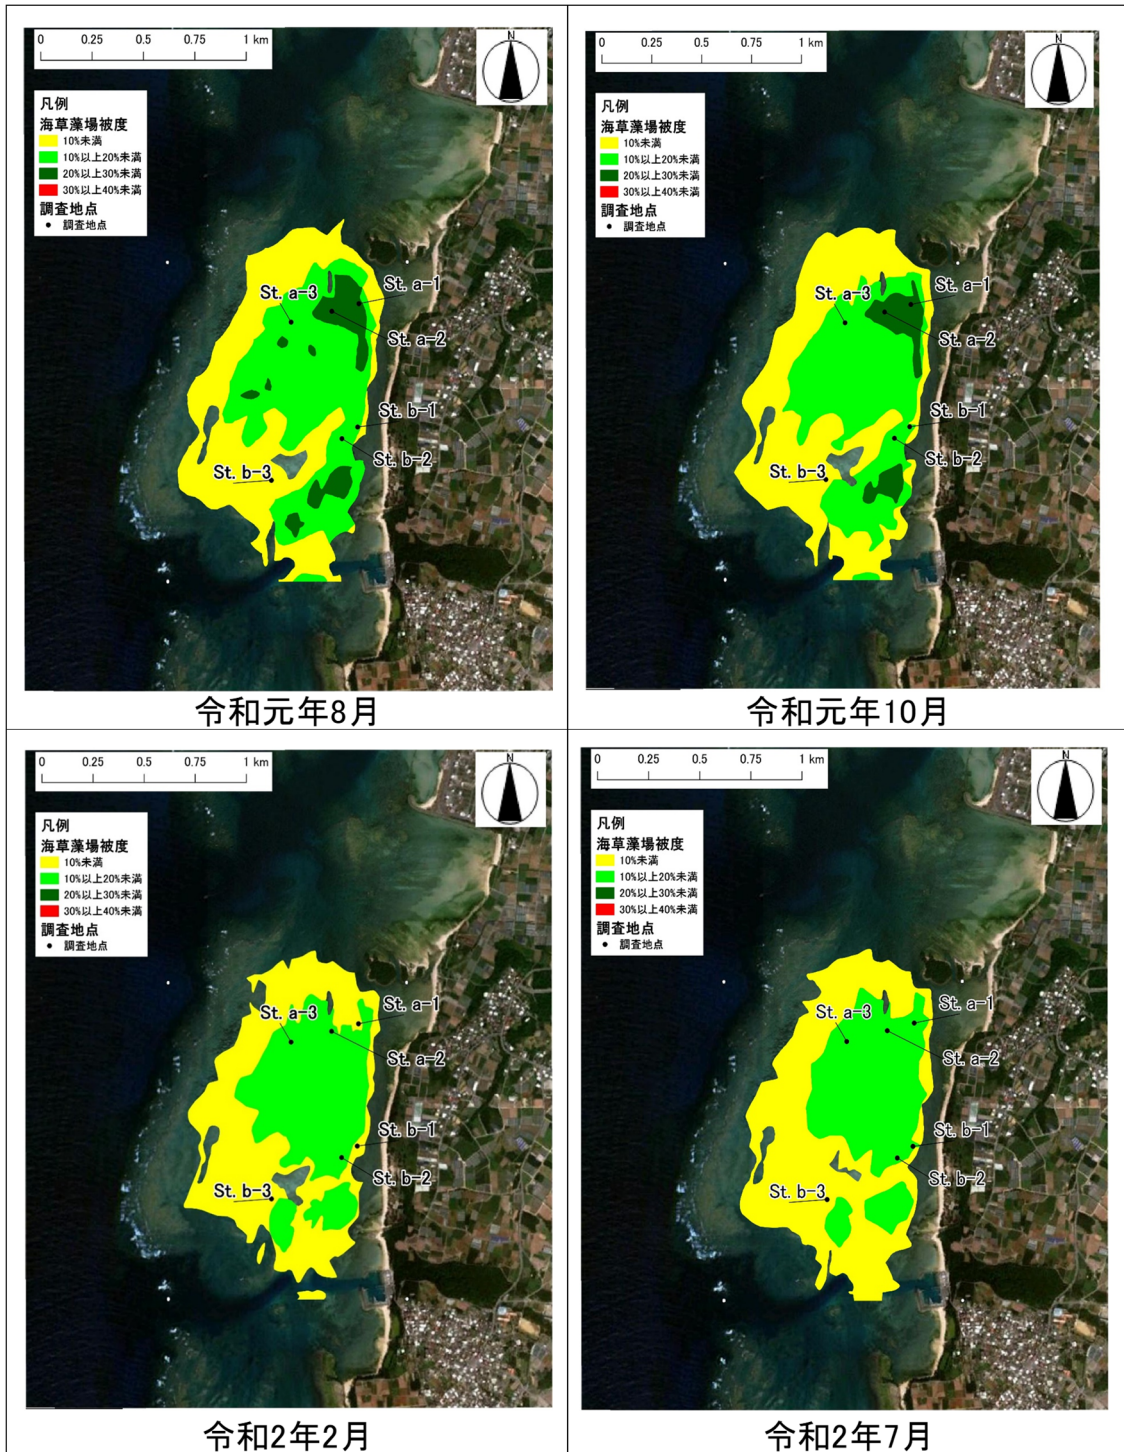 0 0.25 0.5 0.75 1 km
N
凡例
海草藻場被度
10%未満
10%以上20%未満
20%以上30%未満
30%以上40%未満
調査地点
調査地点
St. a-3
St. a-1
St. a-2
St. b-1
St. b-2
St. b-3
令和元年8月
0 0.25 0.5 0.75 1 km
N
凡例
海草藻場被度
10%未満
10%以上20%未満
20%以上30%未満
30%以上40%未満
調査地点
調査地点
St. a-3
St. a-1
St. a-2
St. b-1
St. b-2
St. b-3
令和元年10月
0 0.25 0.5 0.75 1 km
N
凡例
海草藻場被度
10%未満
10%以上20%未満
20%以上30%未満
30%以上40%未満
調査地点
調査地点
St. a-3
St. a-1
St. a-2
St. b-1
St. b-2
St. b-3
令和2年2月
0 0.25 0.5 0.75 1 km
N
凡例
海草藻場被度
10%未満
10%以上20%未満
20%以上30%未満
30%以上40%未満
調査地点
調査地点
St. a-3
St. a-1
St. a-2
St. b-1
St. b-2
St. b-3
令和2年7月